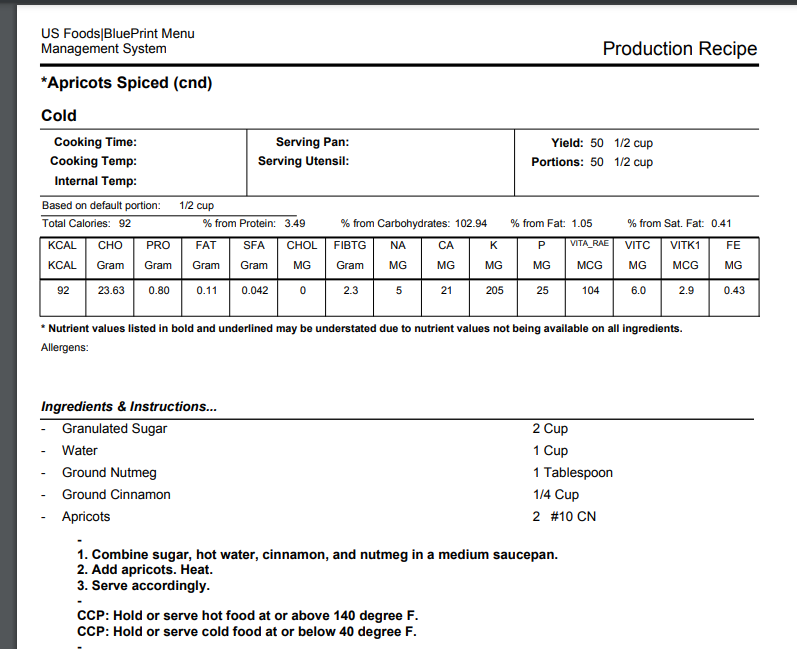 US Foods|BluePrint Menu
Management System
Production Recipe
*Apricots Spiced (cnd)
Cold
Cooking Time: Serving Pan: Yield: 50 1/2 cup
Cooking Temp: Serving Utensil: Portions: 50 1/2 cup
Internal Temp:
Based on default portion: 1/2 cup
Total Calories: 92 % from Protein: 3.49 % from Carbohydrates: 102.94 % from Fat: 1.05 % from Sat. Fat: 0.41
KCAL CHO PRO FAT SFA CHOL FIBTG NA CA K P VITA_RAE VITC VITK1 FE
KCAL Gram Gram Gram Gram MG Gram MG MG MG MG MCG MG MCG MG
92 23.63 0.80 0.11 0.042 0 2.3 5 21 205 25 104 6.0 2.9 0.43
* Nutrient values listed in bold and underlined may be understated due to nutrient values not being available on all ingredients.
Allergens:
Ingredients & Instructions...
- Granulated Sugar 2 Cup
- Water 1 Cup
- Ground Nutmeg 1 Tablespoon
- Ground Cinnamon 1/4 Cup
- Apricots 2 #10 CN
-
1. Combine sugar, hot water, cinnamon, and nutmeg in a medium saucepan.
2. Add apricots. Heat.
3. Serve accordingly.
-
CCP: Hold or serve hot food at or above 140 degree F.
CCP: Hold or serve cold food at or below 40 degree F.
-